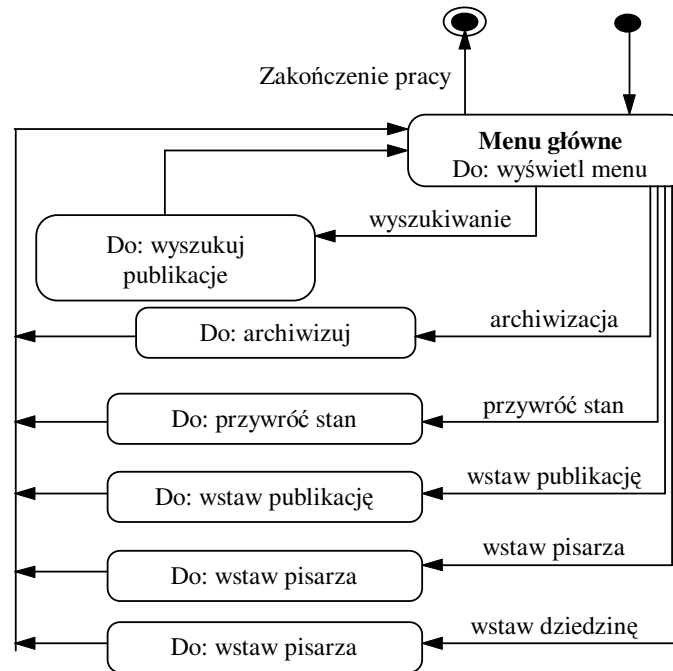 Zakończenie pracy
Menu główne
Do: wyświetl menu
wyszukiwanie
Do: wyszukuj
publikacje
archiwizacja
Do: archiwizuj
przywróć stan
Do: przywróć stan
wstaw publikację
Do: wstaw publikację
wstaw pisarza
Do: wstaw pisarza
wstaw dziedzinę
Do: wstaw pisarza